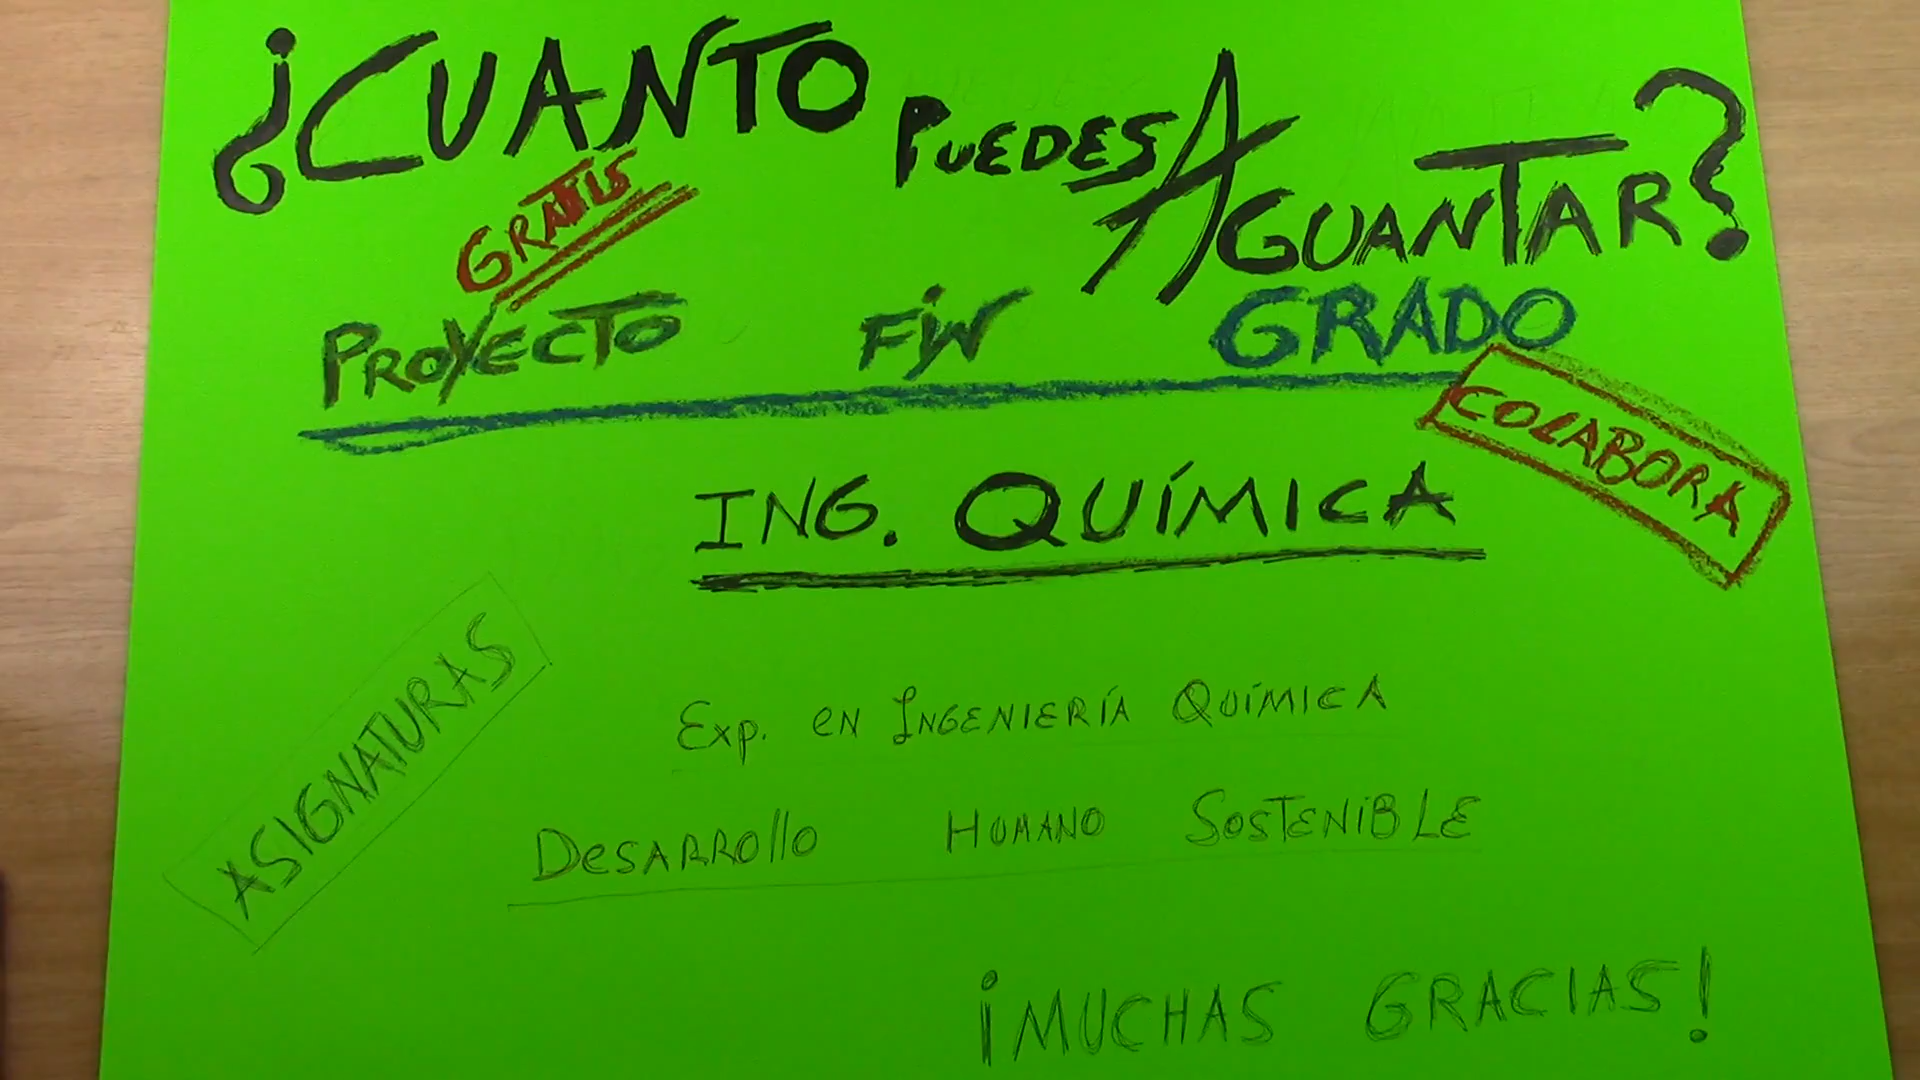 ¿CUANTO PUEDES AGUANTAR?
GRATIS
PROYECTO FIN GRADO
COLABORA
ING. QUÍMICA
ASIGNATURAS
Exp. EN INGENIERÍA QUÍMICA
DESARROllO HUMANO SOSTENIBLE
¡MUCHAS GRACIAS!